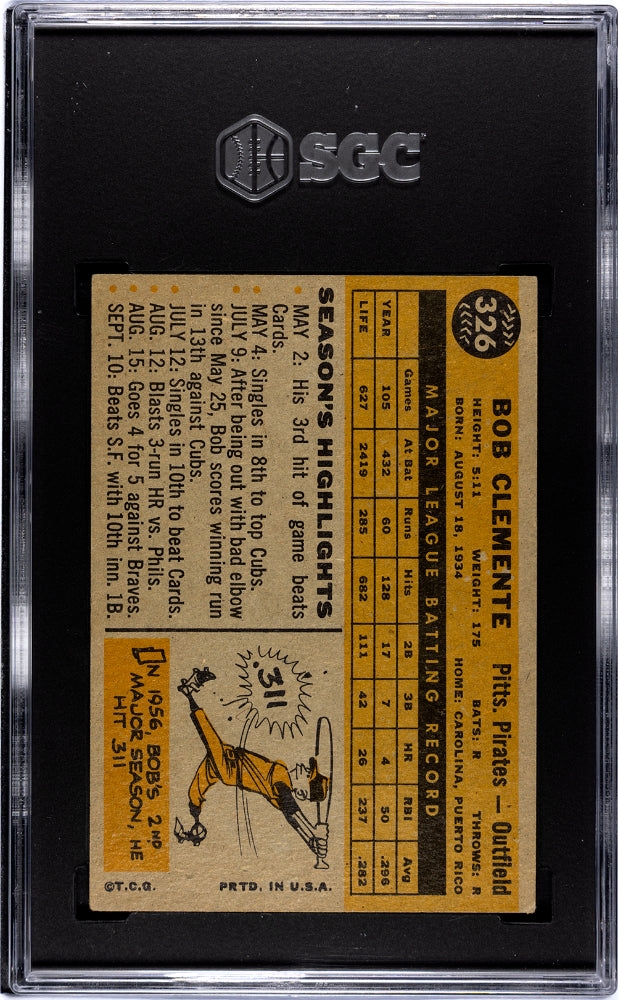 SGC
326
BOB CLEMENTE Pitts. Pirates — Outfield
HEIGHT: 5:11 WEIGHT: 175 BATS: R THROWS: R
BORN: AUGUST 18, 1934 HOME: CAROLINA, PUERTO RICO
MAJOR LEAGUE BATTING RECORD
Games At Bat Runs Hits 2B 3B HR RBI Avg
YEAR 105 432 60 128 17 7 4 50 .296
LIFE 627 2419 285 682 111 42 26 237 .282
SEASON'S HIGHLIGHTS
• MAY 2: His 3rd hit of game beats
Cards.
• MAY 4: Singles in 8th to top Cubs.
• JULY 9: After being out with bad elbow
since May 25, Bob scores winning run
in 13th against Cubs.
• JULY 12: Singles in 10th to beat Cards.
• AUG. 12: Blasts 3-run HR vs. Phils.
• AUG. 15: Goes 4 for 5 against Braves.
• SEPT. 10: Beats S.F. with 10th inn. 1B.
.311
IN 1956, BOB'S 2ND
MAJOR SEASON, HE
HIT .311
©T.C.G. PRTD. IN U.S.A.